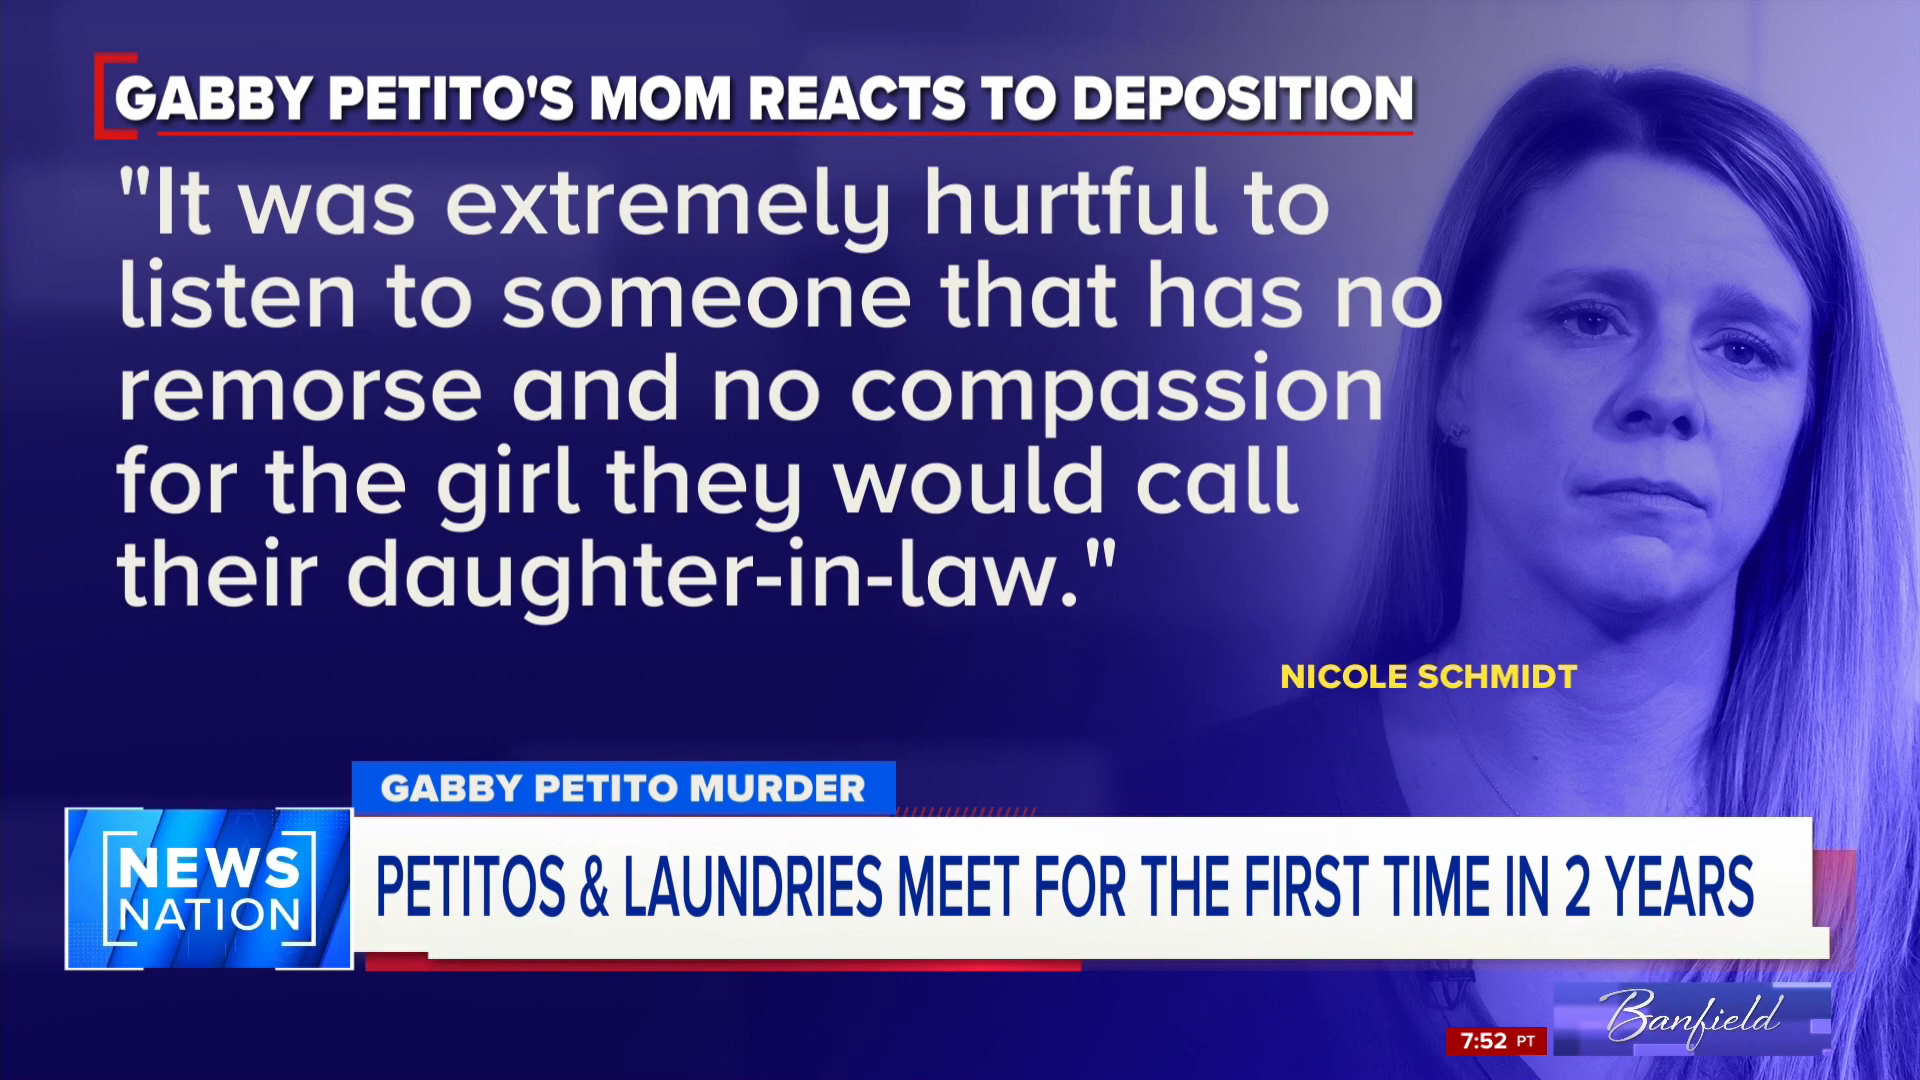 GABBY PETITO'S MOM REACTS TO DEPOSITION
"It was extremely hurtful to
listen to someone that has no
remorse and no compassion
for the girl they would call
their daughter-in-law."
NICOLE SCHMIDT
GABBY PETITO MURDER
NEWS
NATION
PETITOS & LAUNDRIES MEET FOR THE FIRST TIME IN 2 YEARS
Banfield
7:52 PT